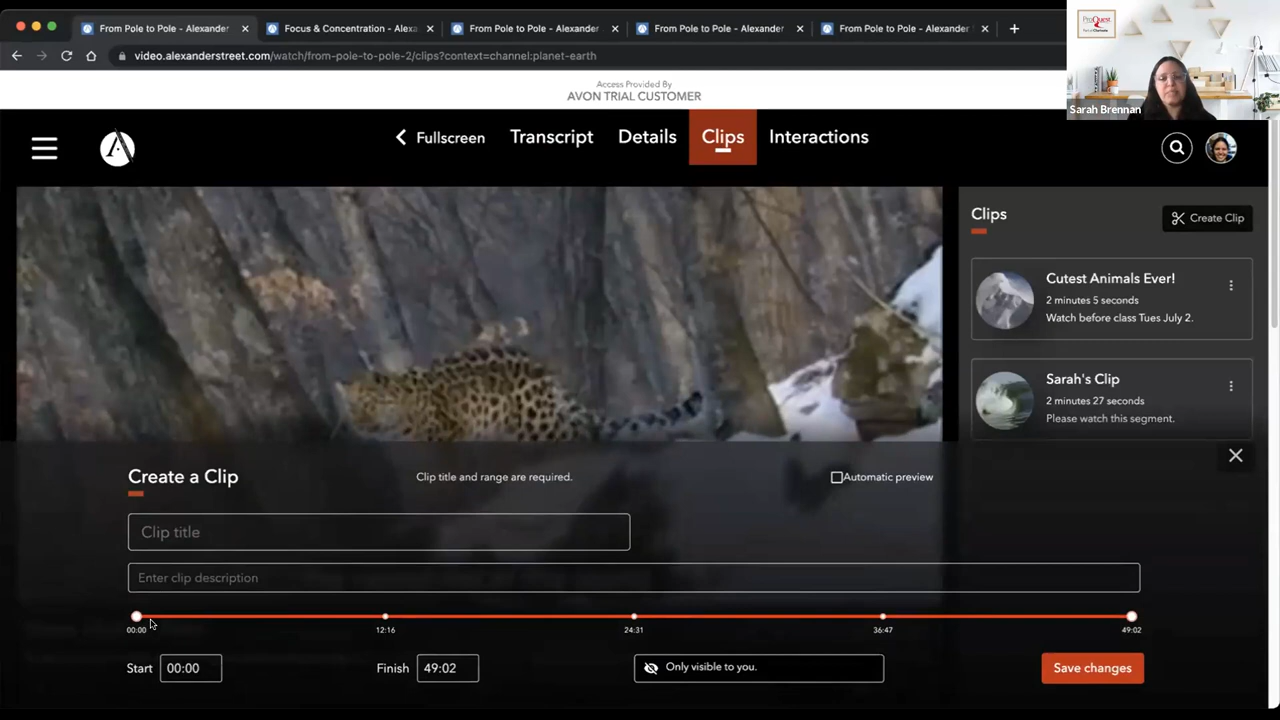 From Pole to Pole - Alexander
Focus & Concentration - Alexa
From Pole to Pole - Alexander
From Pole to Pole - Alexander
From Pole to Pole - Alexander
video.alexanderstreet.com/watch/from-pole-to-pole-2/clips?context=channel:planet-earth
ProQuest
Sarah Brennan
Access Provided By
AVON TRIAL CUSTOMER
Fullscreen
Transcript
Details
Clips
Interactions
Clips
Create Clip
Cutest Animals Ever!
2 minutes 5 seconds
Watch before class Tues July 2.
Sarah's Clip
2 minutes 27 seconds
Please watch this segment.
Create a Clip
Clip title and range are required.
Automatic preview
Clip title
Enter clip description
00:00
12:16
24:31
36:47
49:02
Start 00:00
Finish 49:02
Only visible to you.
Save changes